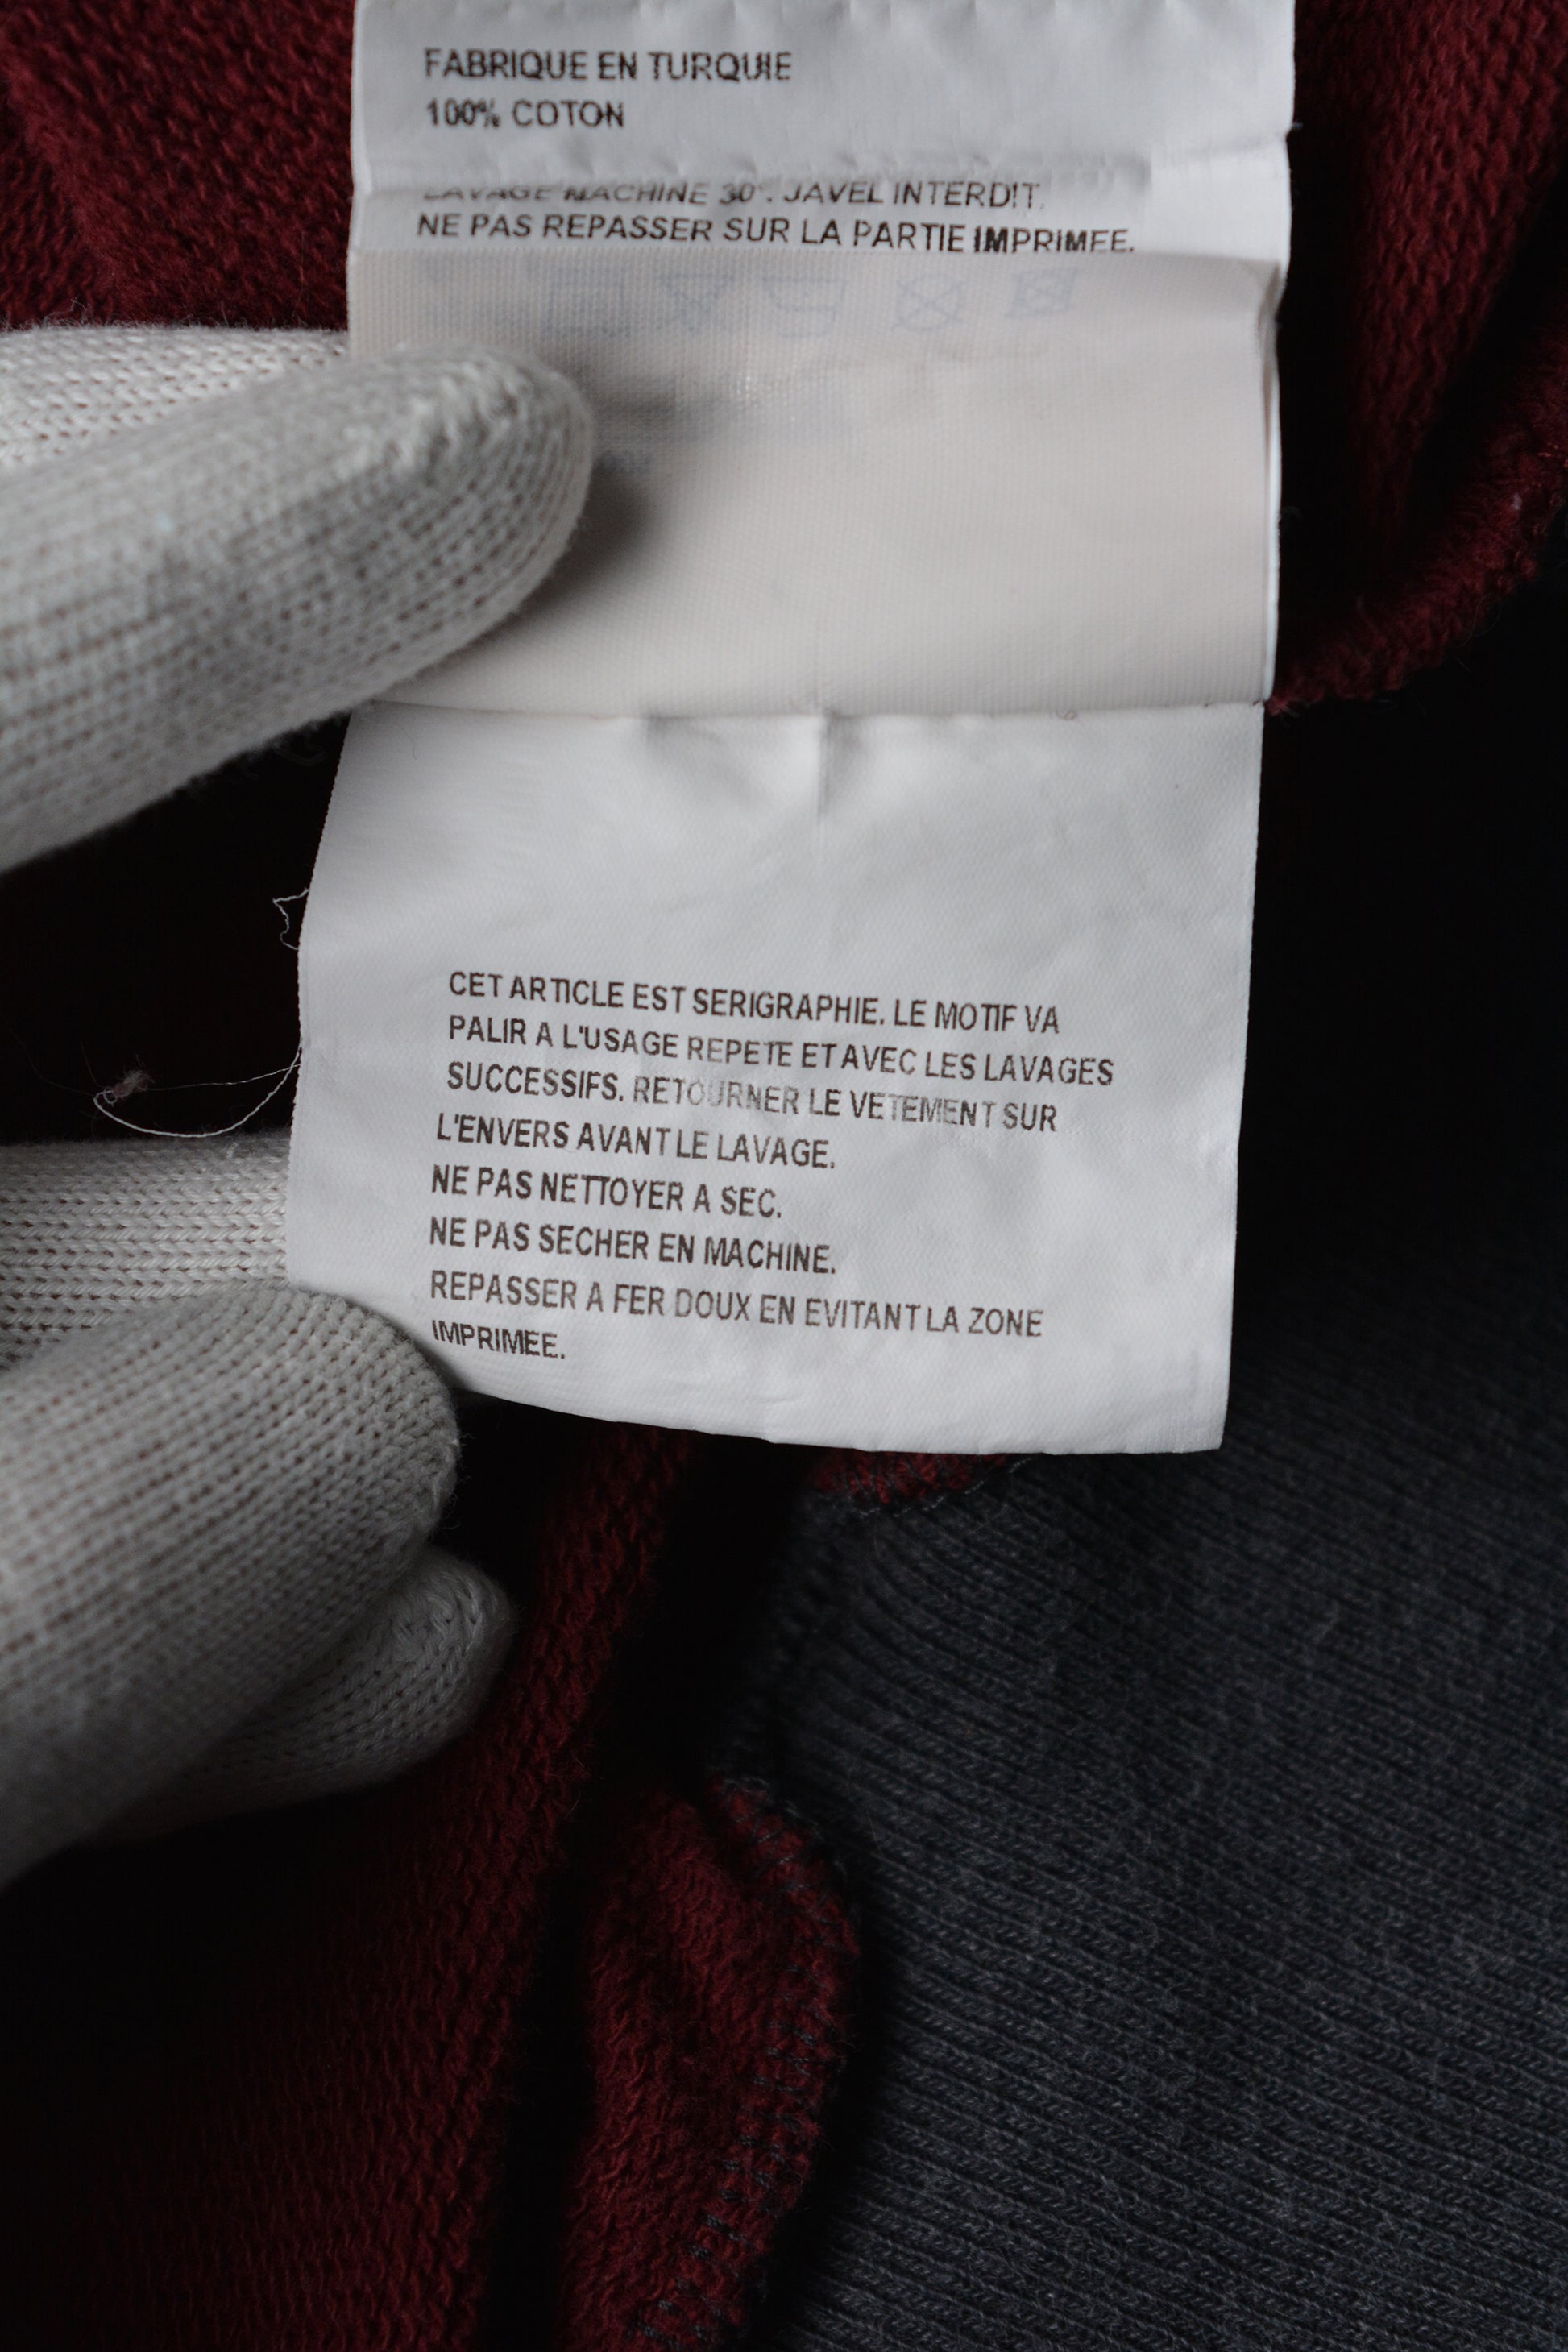 FABRIQUE EN TURQUIE
100% COTON
LAVAGE MACHINE 30°. JAVEL INTERDIT.
NE PAS REPASSER SUR LA PARTIE IMPRIMEE.
CET ARTICLE EST SERIGRAPHIE. LE MOTIF VA
PALIR A L'USAGE REPETE ET AVEC LES LAVAGES
SUCCESSIFS. RETOURNER LE VETEMENT SUR
L'ENVERS AVANT LE LAVAGE.
NE PAS NETTOYER A SEC.
NE PAS SECHER EN MACHINE.
REPASSER A FER DOUX EN EVITANT LA ZONE
IMPRIMEE.